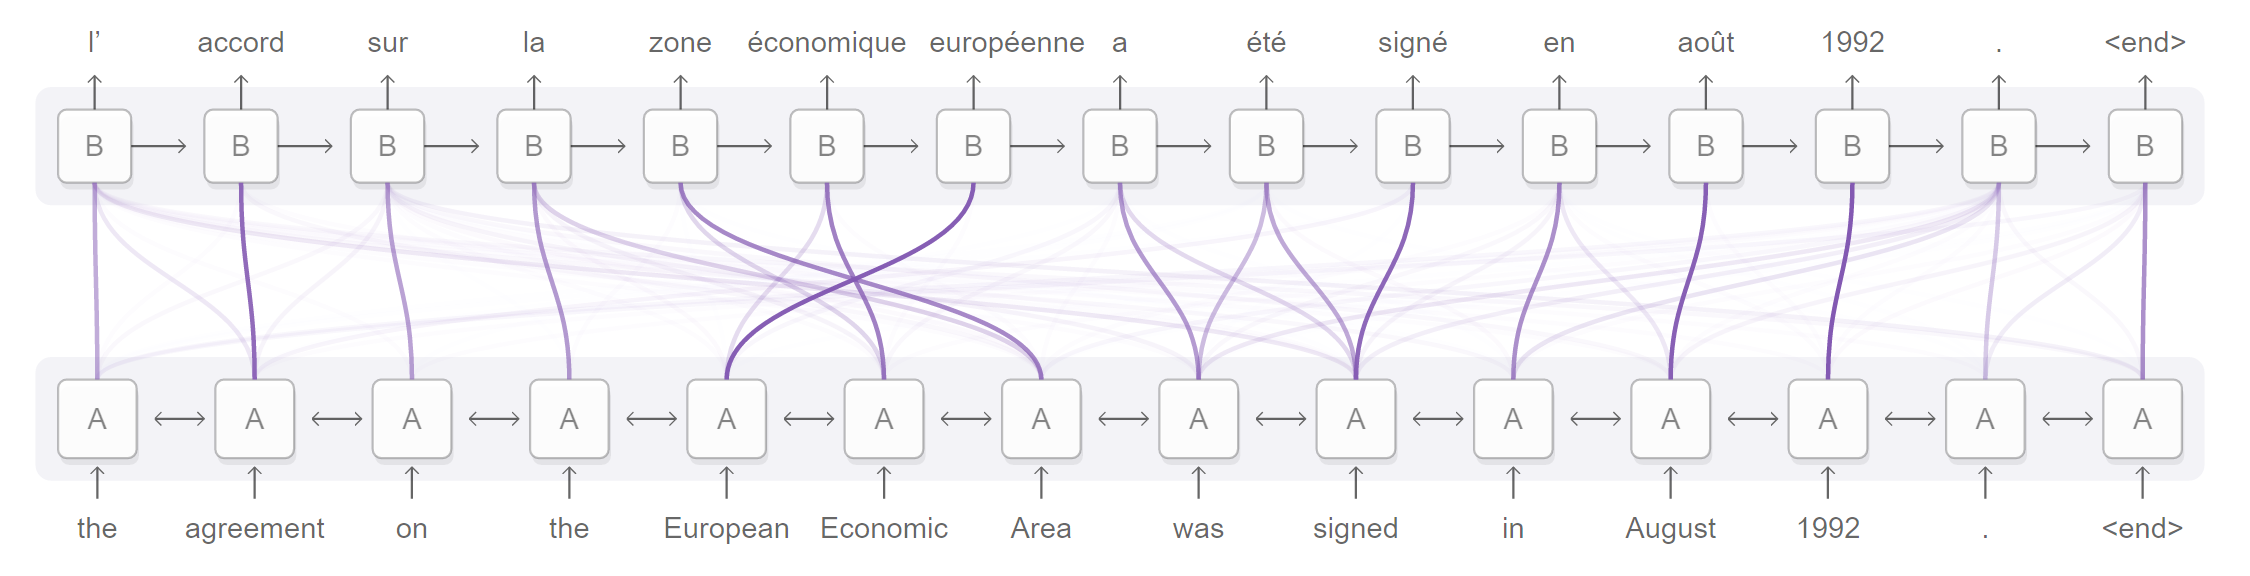 l’ accord sur la zone économique européenne a été signé en août 1992 . <end>
B B B B B B B B B B B B B B B
A A A A A A A A A A A A A A
the agreement on the European Economic Area was signed in August 1992 . <end>